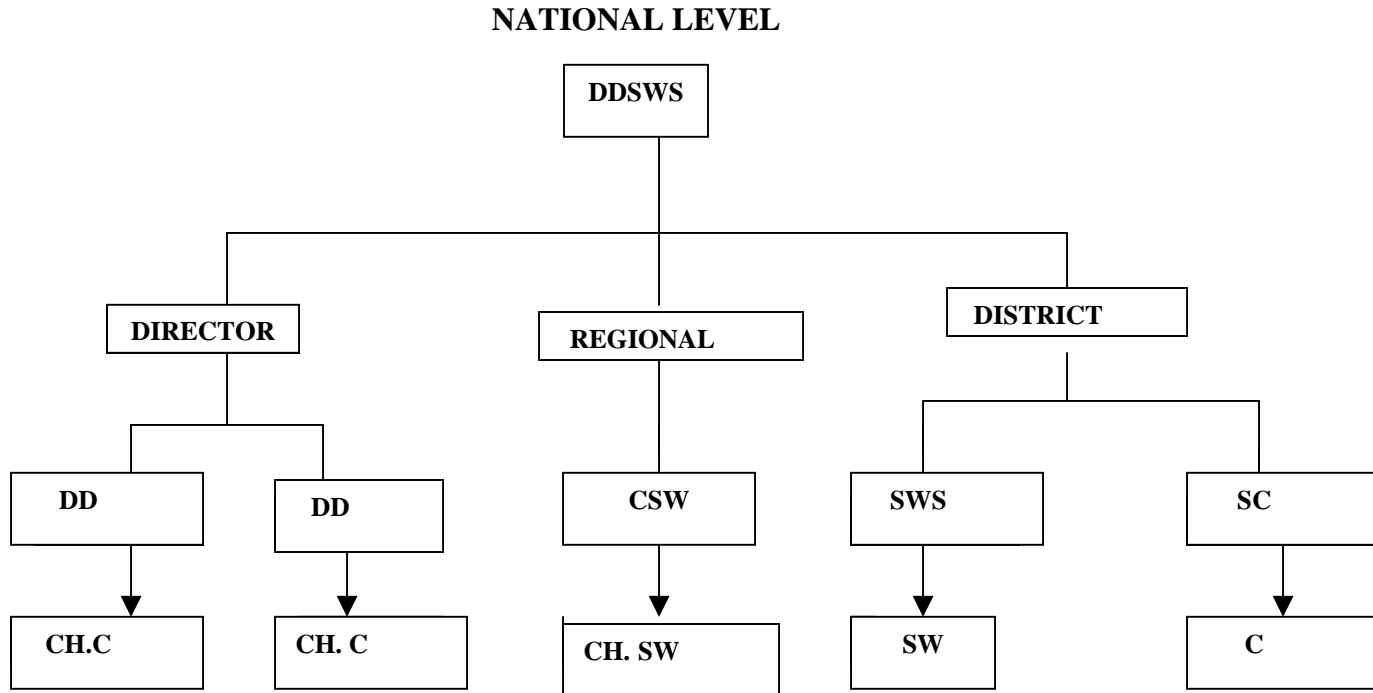 NATIONAL LEVEL
DDSWS
DIRECTOR
REGIONAL
DISTRICT
DD
DD
CSW
SWS
SC
CH.C
CH. C
CH. SW
SW
C